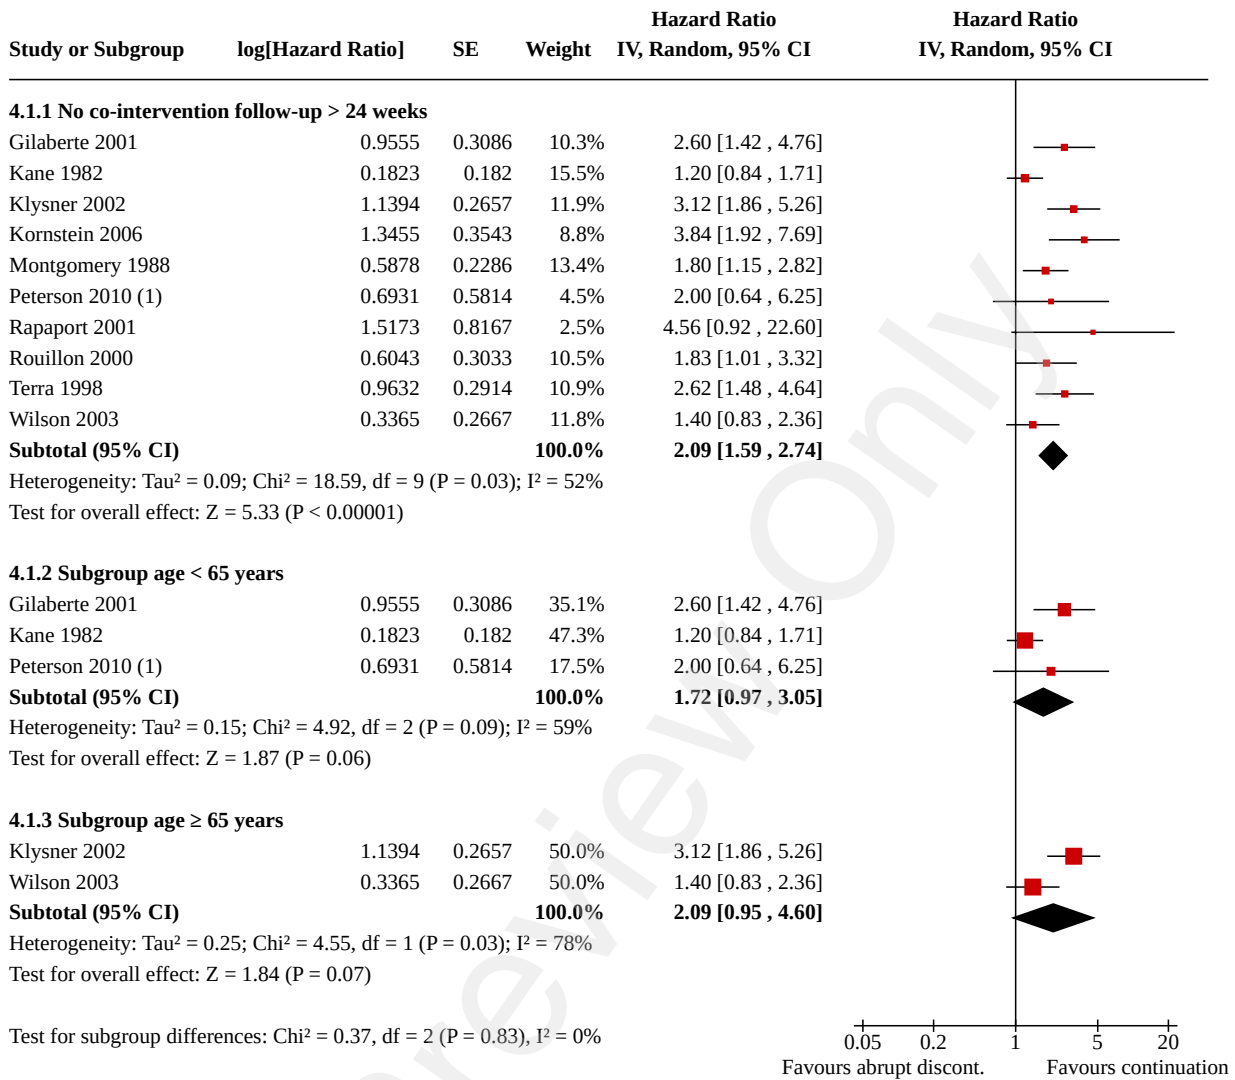 Hazard Ratio Hazard Ratio
Study or Subgroup log[Hazard Ratio] SE Weight IV, Random, 95% CI IV, Random, 95% CI
4.1.1 No co-intervention follow-up > 24 weeks
Gilaberte 2001 0.9555 0.3086 10.3% 2.60 [1.42 , 4.76]
Kane 1982 0.1823 0.182 15.5% 1.20 [0.84 , 1.71]
Klysner 2002 1.1394 0.2657 11.9% 3.12 [1.86 , 5.26]
Kornstein 2006 1.3455 0.3543 8.8% 3.84 [1.92 , 7.69]
Montgomery 1988 0.5878 0.2286 13.4% 1.80 [1.15 , 2.82]
Peterson 2010 (1) 0.6931 0.5814 4.5% 2.00 [0.64 , 6.25]
Rapaport 2001 1.5173 0.8167 2.5% 4.56 [0.92 , 22.60]
Rouillon 2000 0.6043 0.3033 10.5% 1.83 [1.01 , 3.32]
Terra 1998 0.9632 0.2914 10.9% 2.62 [1.48 , 4.64]
Wilson 2003 0.3365 0.2667 11.8% 1.40 [0.83 , 2.36]
Subtotal (95% CI) 100.0% 2.09 [1.59 , 2.74]
Heterogeneity: Tau² = 0.09; Chi² = 18.59, df = 9 (P = 0.03); I² = 52%
Test for overall effect: Z = 5.33 (P < 0.00001)
4.1.2 Subgroup age < 65 years
Gilaberte 2001 0.9555 0.3086 35.1% 2.60 [1.42 , 4.76]
Kane 1982 0.1823 0.182 47.3% 1.20 [0.84 , 1.71]
Peterson 2010 (1) 0.6931 0.5814 17.5% 2.00 [0.64 , 6.25]
Subtotal (95% CI) 100.0% 1.72 [0.97 , 3.05]
Heterogeneity: Tau² = 0.15; Chi² = 4.92, df = 2 (P = 0.09); I² = 59%
Test for overall effect: Z = 1.87 (P = 0.06)
4.1.3 Subgroup age ≥ 65 years
Klysner 2002 1.1394 0.2657 50.0% 3.12 [1.86 , 5.26]
Wilson 2003 0.3365 0.2667 50.0% 1.40 [0.83 , 2.36]
Subtotal (95% CI) 100.0% 2.09 [0.95 , 4.60]
Heterogeneity: Tau² = 0.25; Chi² = 4.55, df = 1 (P = 0.03); I² = 78%
Test for overall effect: Z = 1.84 (P = 0.07)
Test for subgroup differences: Chi² = 0.37, df = 2 (P = 0.83), I² = 0%
0.05 0.2 1 5 20
Favours abrupt discont. Favours continuation
Preview Only